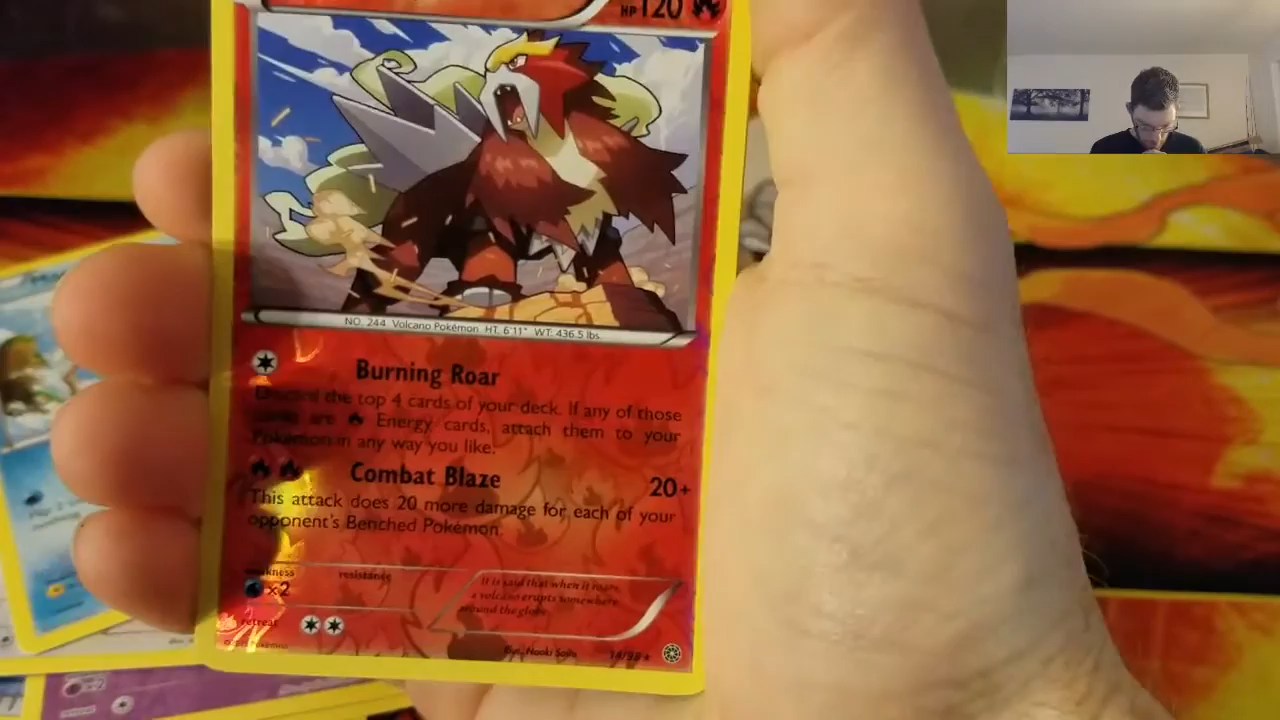 HP120
NO. 244 Volcano Pokémon HT. 6'11" WT: 436.5 lbs.
Burning Roar
Discard the top 4 cards of your deck. If any of those
cards are Energy cards, attach them to your
Pokémon in any way you like.
Combat Blaze 20+
This attack does 20 more damage for each of your
opponent's Benched Pokémon.
weakness resistance
×2
It is said that when it roars,
a volcano erupts somewhere
around the globe.
retreat
Illus. Naoki Saito 14/98 ★
×2